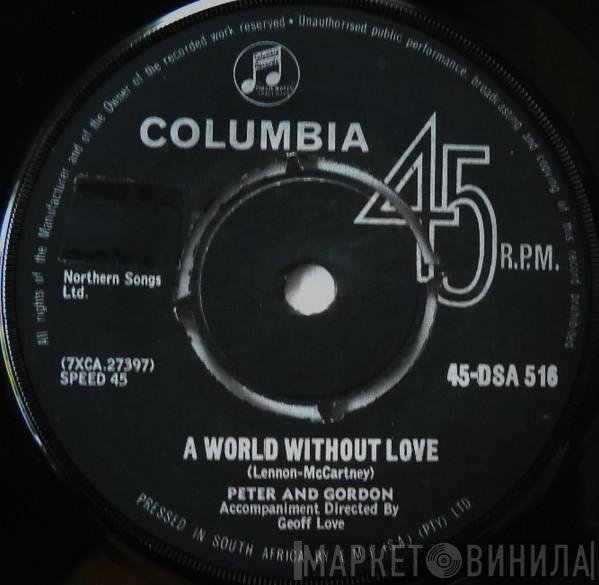 All rights of the Manufacturer and of the Owner of the recorded work reserved • Unauthorised public performance, broadcasting and copying of this record prohibited
COLUMBIA
45
R.P.M.
Northern Songs
Ltd.
(7XCA.27397)
SPEED 45
45-DSA 516
A WORLD WITHOUT LOVE
(Lennon-McCartney)
PETER AND GORDON
Accompaniment Directed By
Geoff Love
PRESSED IN SOUTH AFRICA BY E.M.I. (S.A.) (PTY) LTD
МАРКЕТ ВИНИЛА